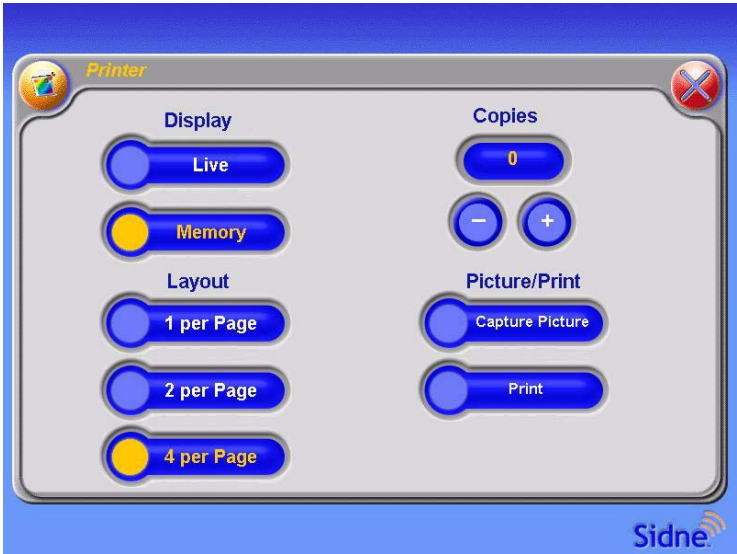 Printer
Display
Live
Memory
Layout
1 per Page
2 per Page
4 per Page
Copies
0
− +
Picture/Print
Capture Picture
Print
Sidne